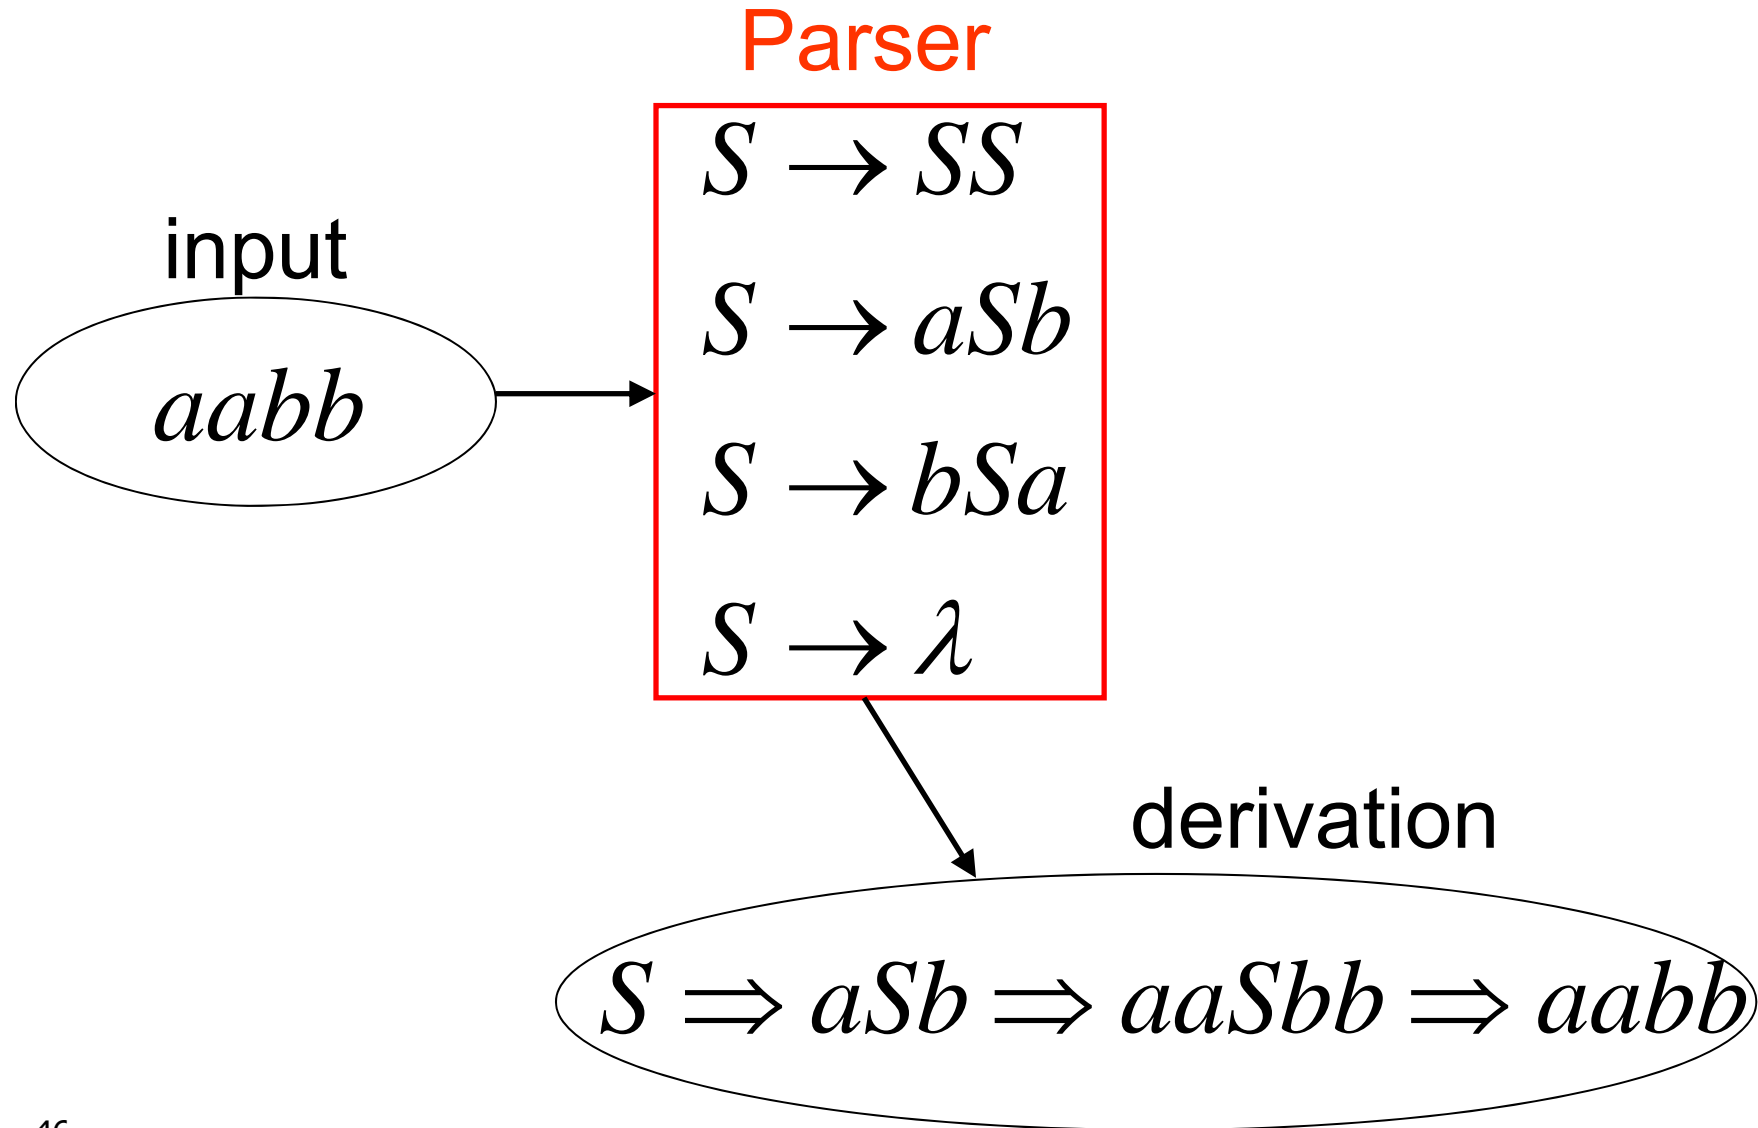 Parser
S → SS
input
S → aSb
aabb
S → bSa
S → λ
derivation
S ⇒ aSb ⇒ aaSbb ⇒ aabb